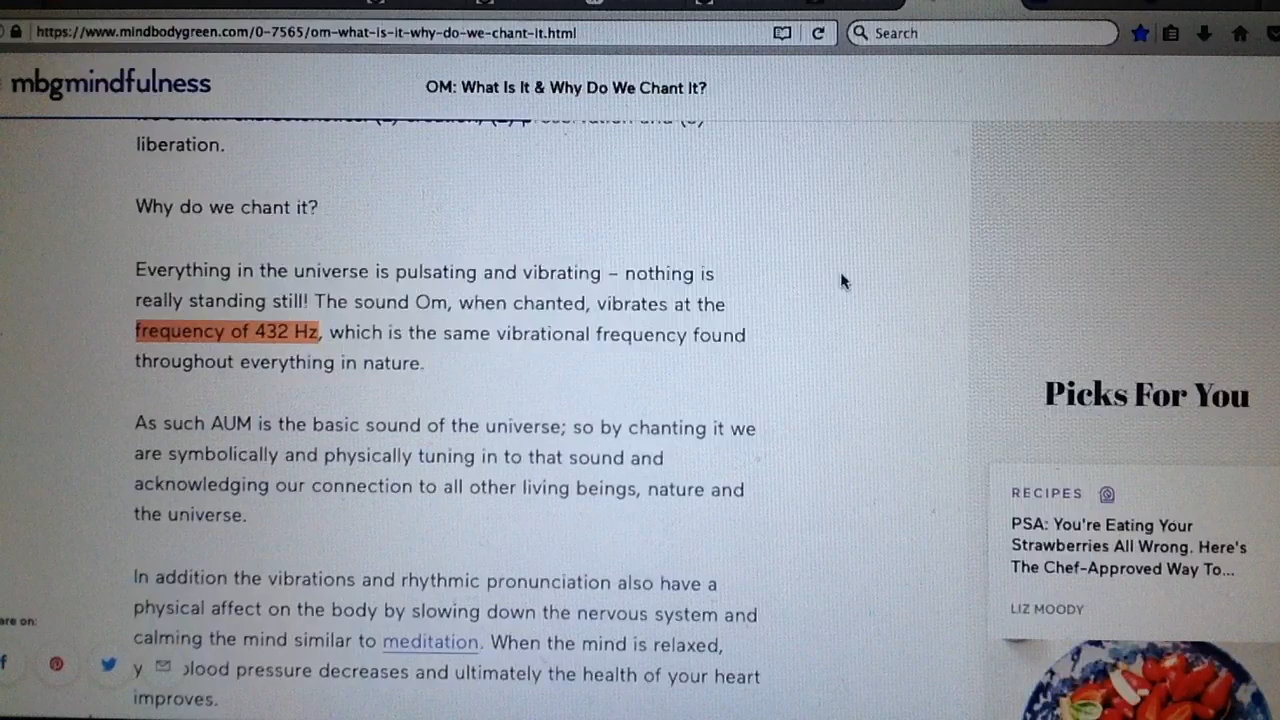 https://www.mindbodygreen.com/0-7565/om-what-is-it-why-do-we-chant-it.html
Search
mbgmindfulness
OM: What Is It & Why Do We Chant It?
liberation.
Why do we chant it?
Everything in the universe is pulsating and vibrating – nothing is
really standing still! The sound Om, when chanted, vibrates at the
frequency of 432 Hz, which is the same vibrational frequency found
throughout everything in nature.
As such AUM is the basic sound of the universe; so by chanting it we
are symbolically and physically tuning in to that sound and
acknowledging our connection to all other living beings, nature and
the universe.
In addition the vibrations and rhythmic pronunciation also have a
physical affect on the body by slowing down the nervous system and
calming the mind similar to meditation. When the mind is relaxed,
y lood pressure decreases and ultimately the health of your heart
improves.
are on:
Picks For You
RECIPES
PSA: You're Eating Your
Strawberries All Wrong. Here's
The Chef-Approved Way To...
LIZ MOODY